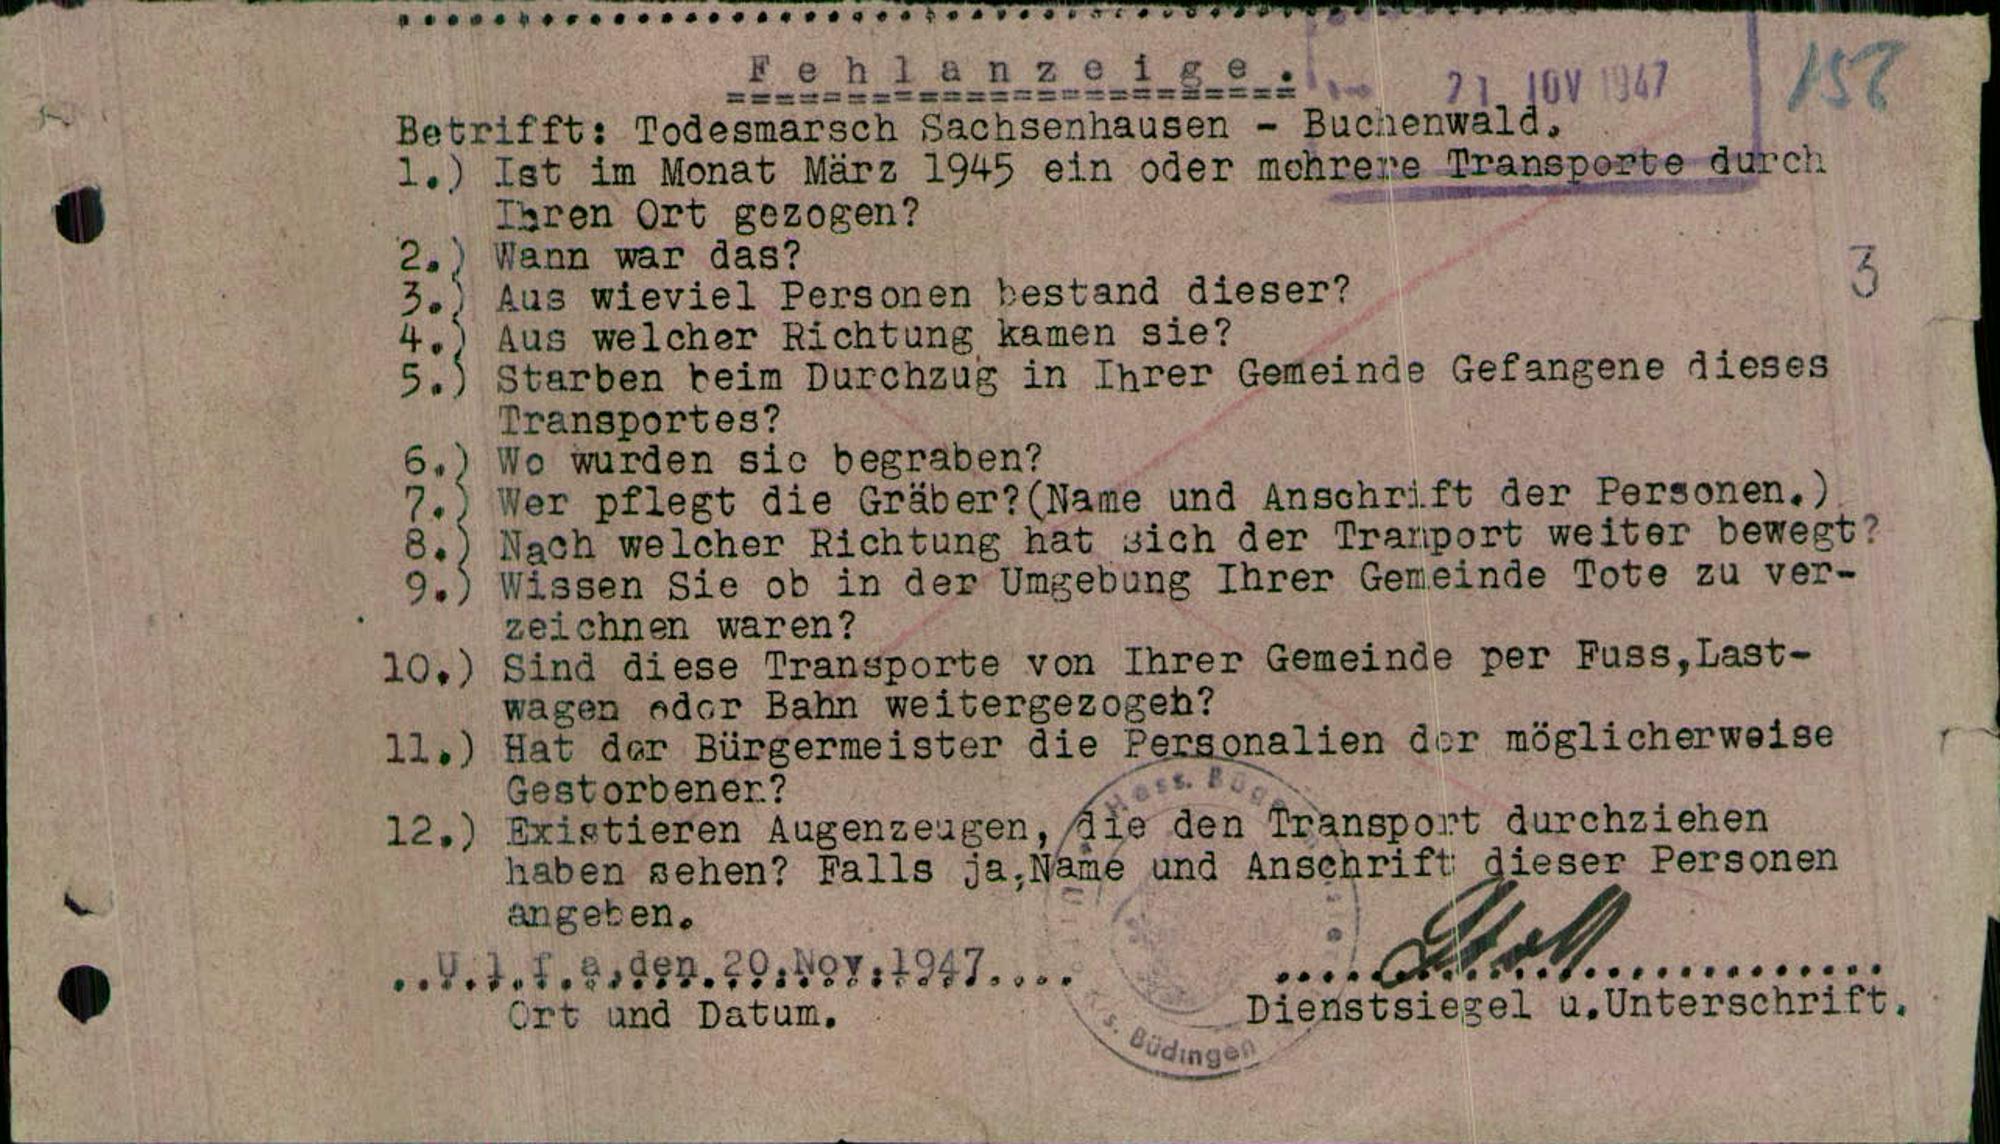 Fehlanzeige.
21 NOV 1947
158
Betrifft: Todesmarsch Sachsenhausen - Buchenwald.
1.) Ist im Monat März 1945 ein oder mehrere Transporte durch
Ihren Ort gezogen?
2.) Wann war das?
3.) Aus wieviel Personen bestand dieser?
3
4.) Aus welcher Richtung kamen sie?
5.) Starben beim Durchzug in Ihrer Gemeinde Gefangene dieses
Transportes?
6.) Wo wurden sie begraben?
7.) Wer pflegt die Gräber?(Name und Anschrift der Personen.)
8.) Nach welcher Richtung hat sich der Tranport weiter bewegt?
9.) Wissen Sie ob in der Umgebung Ihrer Gemeinde Tote zu ver-
zeichnen waren?
10.) Sind diese Transporte von Ihrer Gemeinde per Fuss,Last-
wagen oder Bahn weitergezogeh?
11.) Hat der Bürgermeister die Personalien der möglicherweise
Gestorbener?
12.) Existieren Augenzeugen, die den Transport durchziehen
haben sehen? Falls ja,Name und Anschrift dieser Personen
angeben.
..U.l.f.a,den.20.Nov.1947....
Ort und Datum.
Dienstsiegel u.Unterschrift.
Hess. Büg
Krs. Büdingen